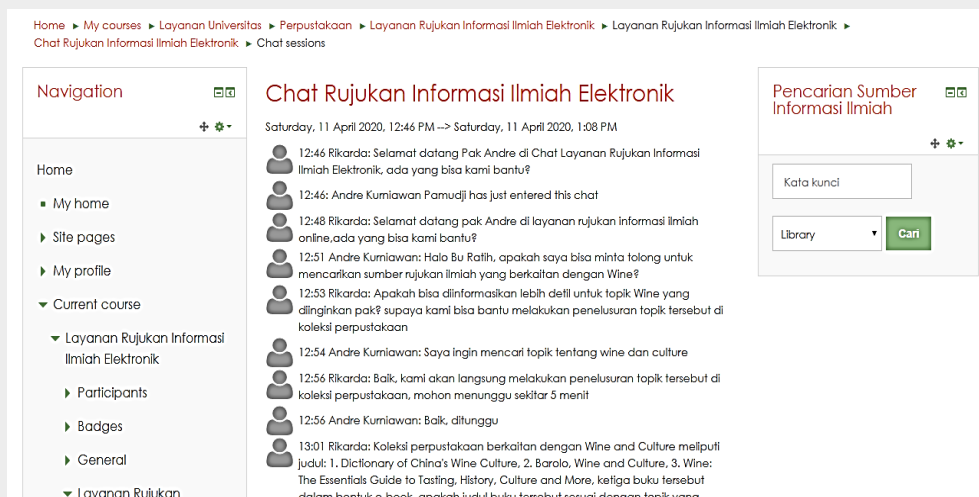 Home ▸ My courses ▸ Layanan Universitas ▸ Perpustakaan ▸ Layanan Rujukan Informasi Ilmiah Elektronik ▸ Layanan Rujukan Informasi Ilmiah Elektronik ▸
Chat Rujukan Informasi Ilmiah Elektronik ▸ Chat sessions
Navigation
Home
My home
Site pages
My profile
Current course
Layanan Rujukan Informasi
Ilmiah Elektronik
Participants
Badges
General
Layanan Rujukan
Chat Rujukan Informasi Ilmiah Elektronik
Saturday, 11 April 2020, 12:46 PM --> Saturday, 11 April 2020, 1:08 PM
12:46 Rikarda: Selamat datang Pak Andre di Chat Layanan Rujukan Informasi
Ilmiah Elektronik, ada yang bisa kami bantu?
12:46: Andre Kurniawan Pamudji has just entered this chat
12:48 Rikarda: Selamat datang pak Andre di layanan rujukan informasi ilmiah
online,ada yang bisa kami bantu?
12:51 Andre Kurniawan: Halo Bu Ratih, apakah saya bisa minta tolong untuk
mencarikan sumber rujukan ilmiah yang berkaitan dengan Wine?
12:53 Rikarda: Apakah bisa diinformasikan lebih detil untuk topik Wine yang
diinginkan pak? supaya kami bisa bantu melakukan penelusuran topik tersebut di
koleksi perpustakaan
12:54 Andre Kurniawan: Saya ingin mencari topik tentang wine dan culture
12:56 Rikarda: Baik, kami akan langsung melakukan penelusuran topik tersebut di
koleksi perpustakaan, mohon menunggu sekitar 5 menit
12:56 Andre Kurniawan: Baik, ditunggu
13:01 Rikarda: Koleksi perpustakaan berkaitan dengan Wine and Culture meliputi
judul: 1. Dictionary of China's Wine Culture, 2. Barolo, Wine and Culture, 3. Wine:
The Essentials Guide to Tasting, History, Culture and More, ketiga buku tersebut
dalam bentuk e-book, apakah judul buku tersebut sesuai dengan topik yang
Pencarian Sumber
Informasi Ilmiah
Kata kunci
Library
Cari